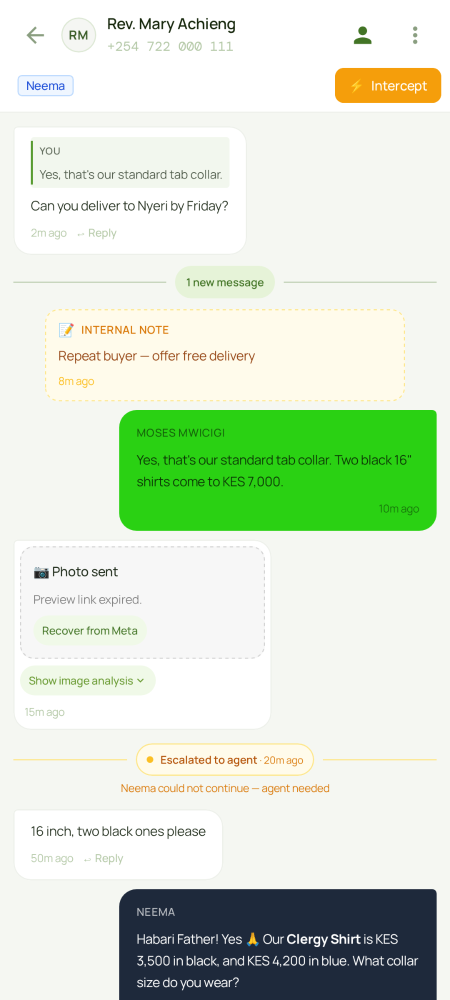 RM
Rev. Mary Achieng
+254 722 000 111
Neema
⚡ Intercept
YOU
Yes, that's our standard tab collar.
Can you deliver to Nyeri by Friday?
2m ago Reply
1 new message
📝 INTERNAL NOTE
Repeat buyer — offer free delivery
8m ago
MOSES MWICIGI
Yes, that's our standard tab collar. Two black 16"
shirts come to KES 7,000.
10m ago
📷 Photo sent
Preview link expired.
Recover from Meta
Show image analysis
15m ago
Escalated to agent · 20m ago
Neema could not continue — agent needed
16 inch, two black ones please
50m ago Reply
NEEMA
Habari Father! Yes 🙏 Our Clergy Shirt is KES
3,500 in black, and KES 4,200 in blue. What collar
size do you wear?